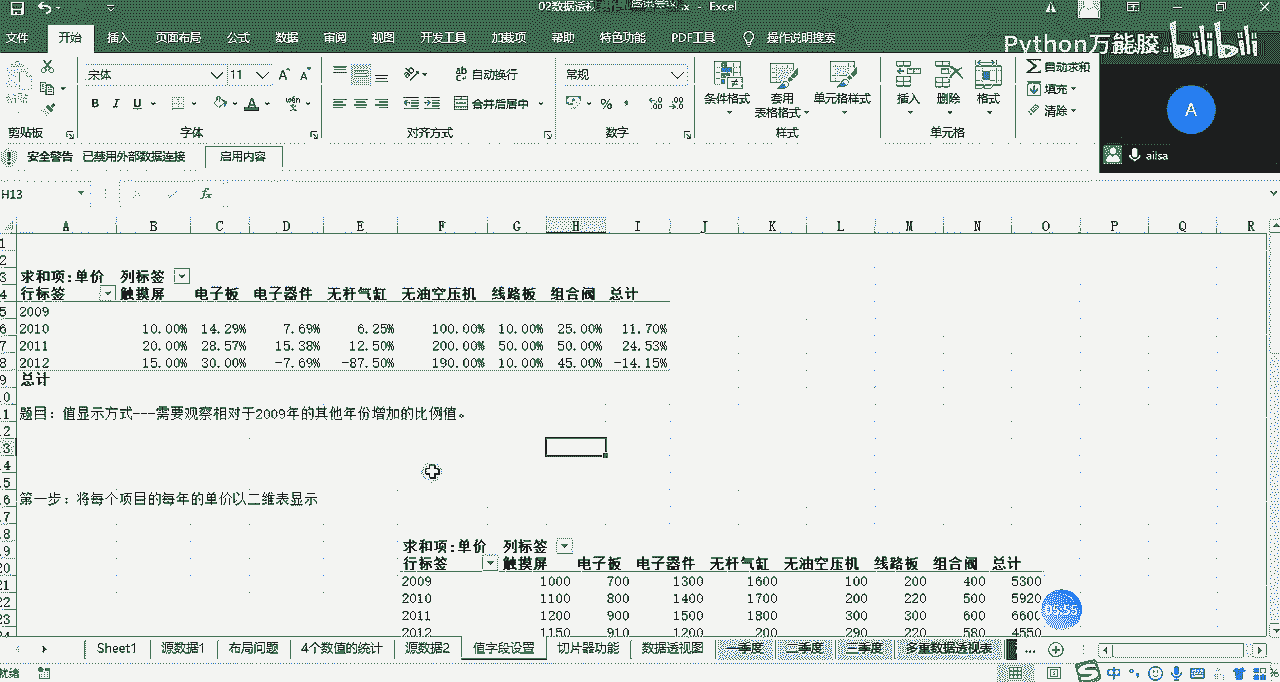 02数据透视 - Excel
文件 开始 插入 页面布局 公式 数据 审阅 视图 开发工具 加载项 帮助 特色功能 PDF工具 操作说明搜索
Python万能胶 bilibili
宋体 11 A A
自动换行
常规
B I U A
合并后居中
% ,
条件格式 套用 表格格式 单元格样式
插入 删除 格式
自动求和
填充
清除
剪贴板 字体 对齐方式 数字 样式 单元格
A
ailsa
安全警告 已禁用外部数据连接 启用内容
H13 fx
A B C D E F G H I J K L M N O P Q R
1
2
3 求和项:单价 列标签
4 行标签 触摸屏 电子板 电子器件 无杆气缸 无油空压机 线路板 组合阀 总计
5 2009
6 2010 10.00% 14.29% 7.69% 6.25% 100.00% 10.00% 25.00% 11.70%
7 2011 20.00% 28.57% 15.38% 12.50% 200.00% 50.00% 50.00% 24.53%
8 2012 15.00% 30.00% -7.69% -87.50% 190.00% 10.00% 45.00% -14.15%
9 总计
题目：值显示方式---需要观察相对于2009年的其他年份增加的比例值。
第一步：将每个项目的每年的单价以二维表显示
求和项:单价 列标签
行标签 触摸屏 电子板 电子器件 无杆气缸 无油空压机 线路板 组合阀 总计
2009 1000 700 1300 1600 100 200 400 5300
2010 1100 800 1400 1700 200 220 500 5920
2011 1200 900 1500 1800 300 300 600 6600
2012 1150 910 1200 200 290 220 580 4550
05:55
Sheet1 源数据1 布局问题 4个数值的统计 源数据2 值字段设置 切片器功能 数据透视图 一季度 二季度 三季度 多重数据透视表 ...
就绪
中